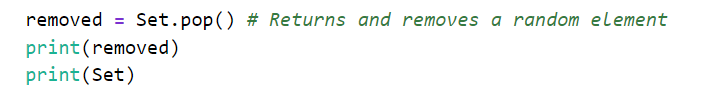 removed = Set.pop() # Returns and removes a random element
print(removed)
print(Set)